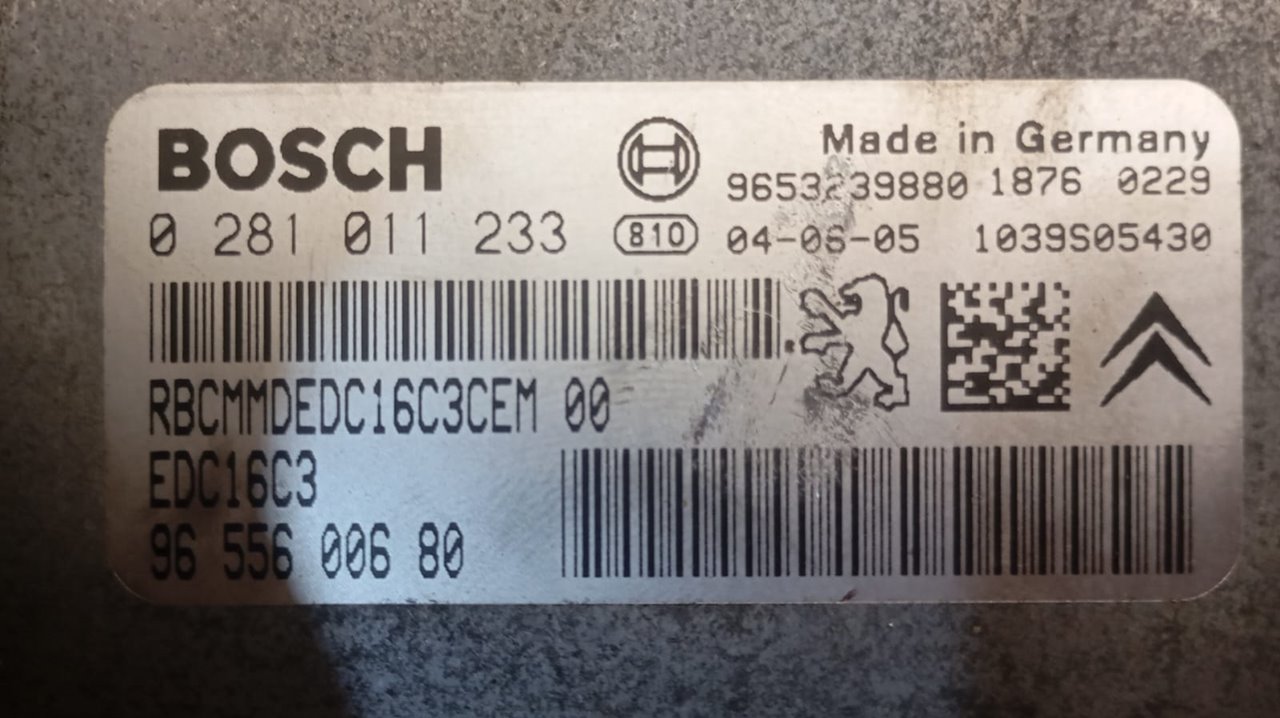 BOSCH
Made in Germany
9653239880 1876 0229
0 281 011 233
810
04-06-05 1039S05430
RBCMMDEDC16C3CEM 00
EDC16C3
96 556 006 80